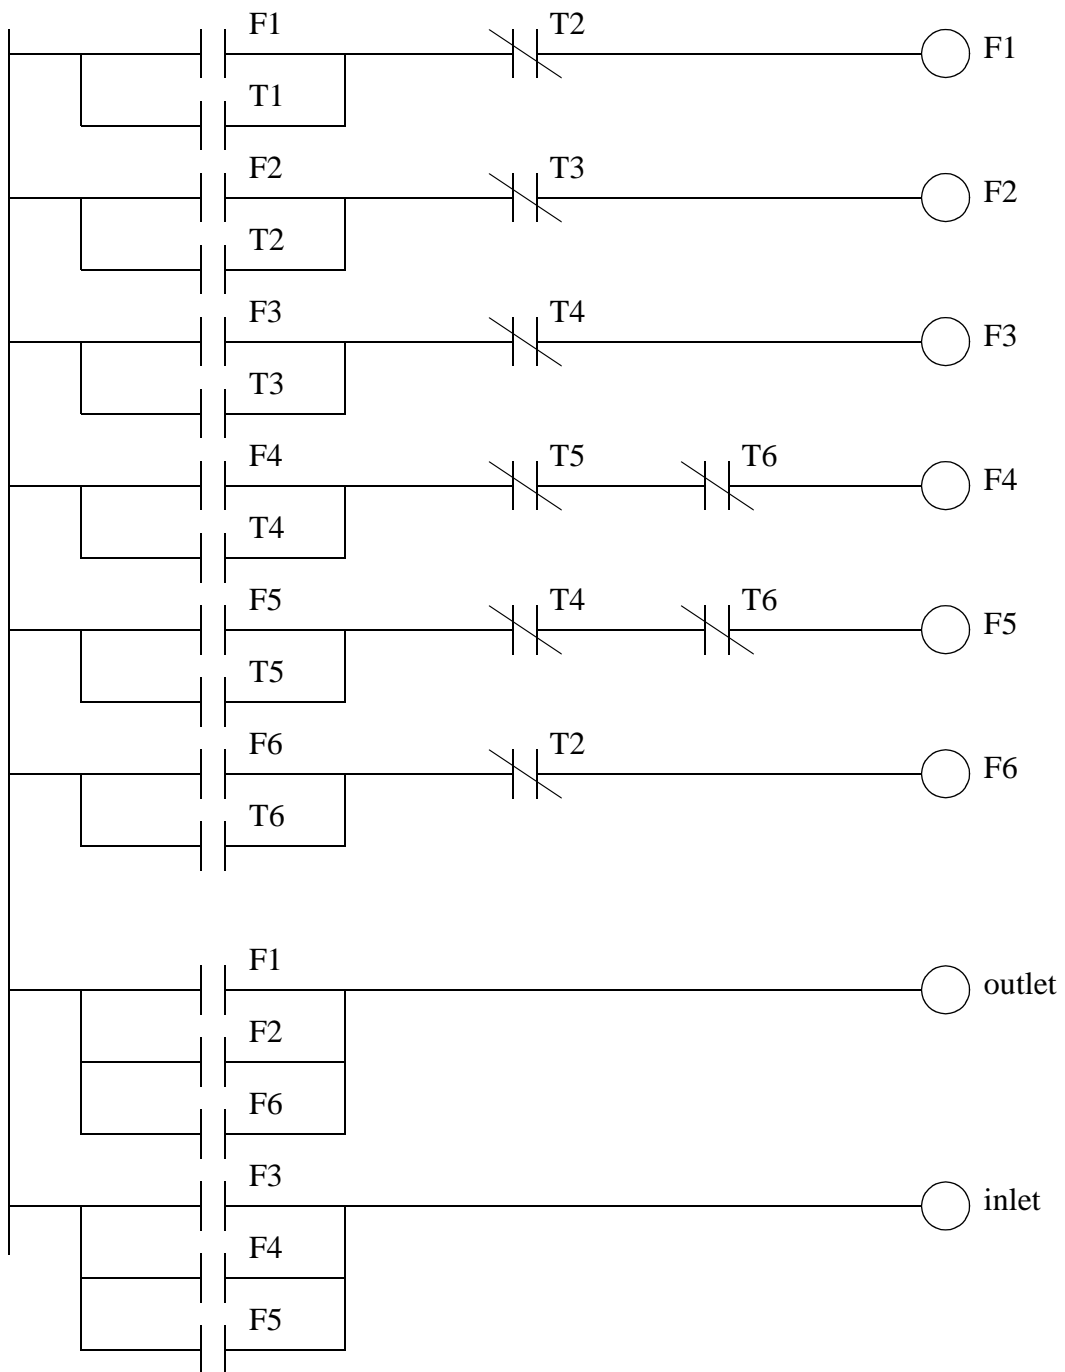 F1 T2 F1
T1
F2 T3 F2
T2
F3 T4 F3
T3
F4 T5 T6 F4
T4
F5 T4 T6 F5
T5
F6 T2 F6
T6
F1 outlet
F2
F6
F3 inlet
F4
F5